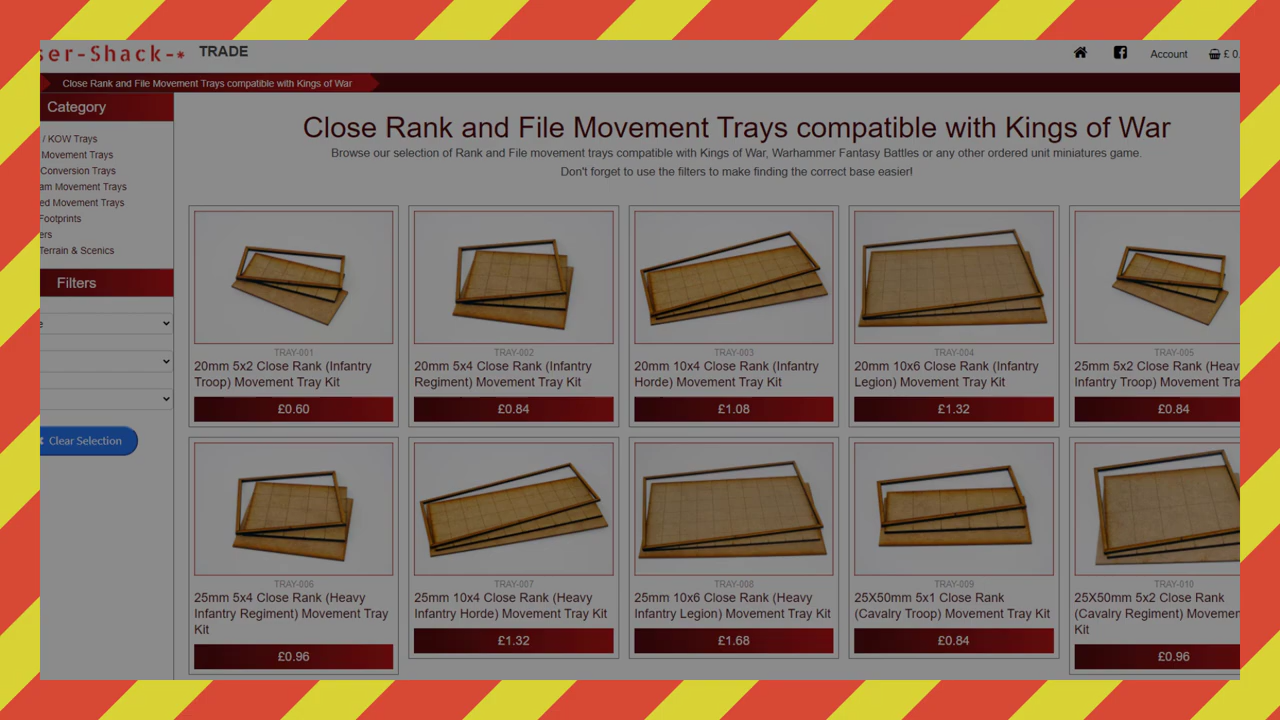 ser-Shack-* TRADE
Account £ 0.
Close Rank and File Movement Trays compatible with Kings of War
Category
/ KOW Trays
Movement Trays
Conversion Trays
am Movement Trays
ed Movement Trays
Footprints
ers
Terrain & Scenics
Filters
e
Clear Selection
Close Rank and File Movement Trays compatible with Kings of War
Browse our selection of Rank and File movement trays compatible with Kings of War, Warhammer Fantasy Battles or any other ordered unit miniatures game.
Don't forget to use the filters to make finding the correct base easier!
TRAY-001
20mm 5x2 Close Rank (Infantry
Troop) Movement Tray Kit
£0.60
TRAY-002
20mm 5x4 Close Rank (Infantry
Regiment) Movement Tray Kit
£0.84
TRAY-003
20mm 10x4 Close Rank (Infantry
Horde) Movement Tray Kit
£1.08
TRAY-004
20mm 10x6 Close Rank (Infantry
Legion) Movement Tray Kit
£1.32
TRAY-005
25mm 5x2 Close Rank (Heav
Infantry Troop) Movement Tra
£0.84
TRAY-006
25mm 5x4 Close Rank (Heavy
Infantry Regiment) Movement Tray
Kit
£0.96
TRAY-007
25mm 10x4 Close Rank (Heavy
Infantry Horde) Movement Tray Kit
£1.32
TRAY-008
25mm 10x6 Close Rank (Heavy
Infantry Legion) Movement Tray Kit
£1.68
TRAY-009
25X50mm 5x1 Close Rank
(Cavalry Troop) Movement Tray Kit
£0.84
TRAY-010
25X50mm 5x2 Close Rank
(Cavalry Regiment) Movemen
Kit
£0.96